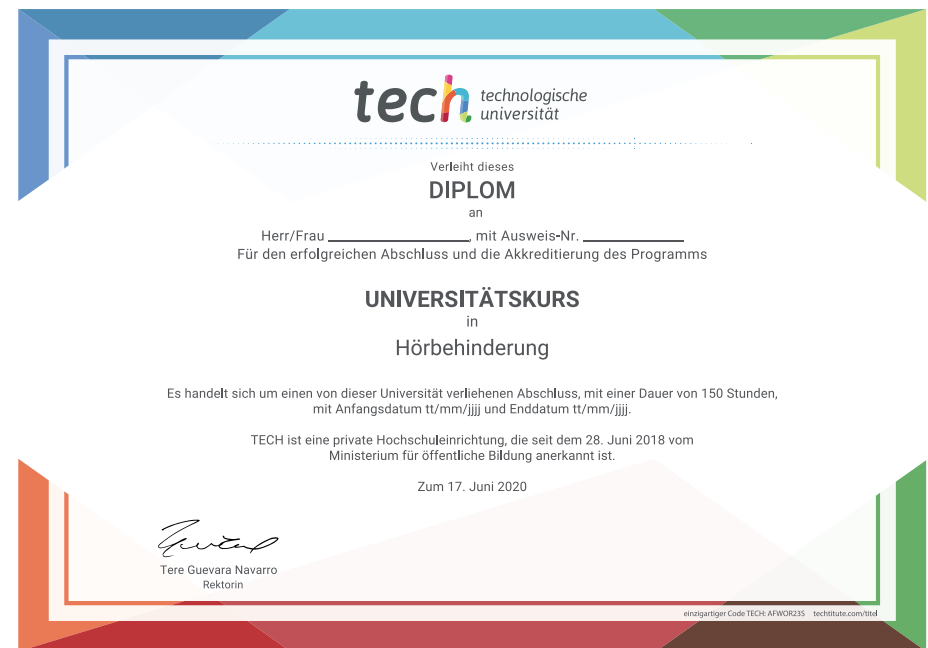 tech technologische
universität
Verleiht dieses
DIPLOM
an
Herr/Frau ____________________, mit Ausweis-Nr. ______________
Für den erfolgreichen Abschluss und die Akkreditierung des Programms
UNIVERSITÄTSKURS
in
Hörbehinderung
Es handelt sich um einen von dieser Universität verliehenen Abschluss, mit einer Dauer von 150 Stunden,
mit Anfangsdatum tt/mm/jjjj und Enddatum tt/mm/jjjj.
TECH ist eine private Hochschuleinrichtung, die seit dem 28. Juni 2018 vom
Ministerium für öffentliche Bildung anerkannt ist.
Zum 17. Juni 2020
Tere Guevara Navarro
Rektorin
einzigartiger Code TECH: AFWOR23S techtitute.com/titel